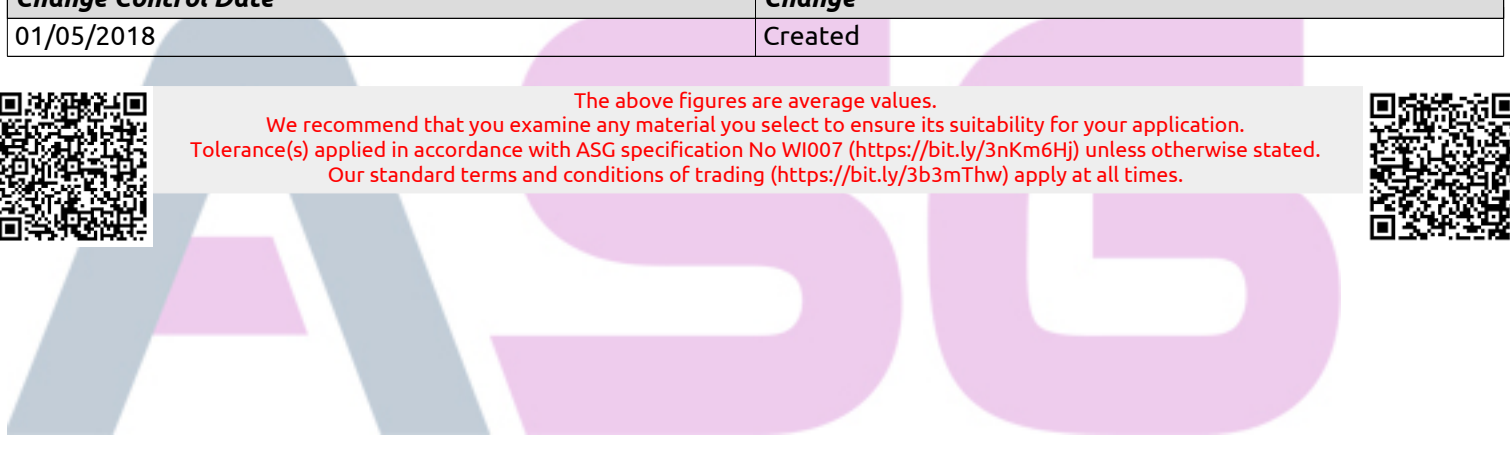 Change Control Date Change
01/05/2018 Created
The above figures are average values.
We recommend that you examine any material you select to ensure its suitability for your application.
Tolerance(s) applied in accordance with ASG specification No WI007 (https://bit.ly/3nKm6Hj) unless otherwise stated.
Our standard terms and conditions of trading (https://bit.ly/3b3mThw) apply at all times.
ASG